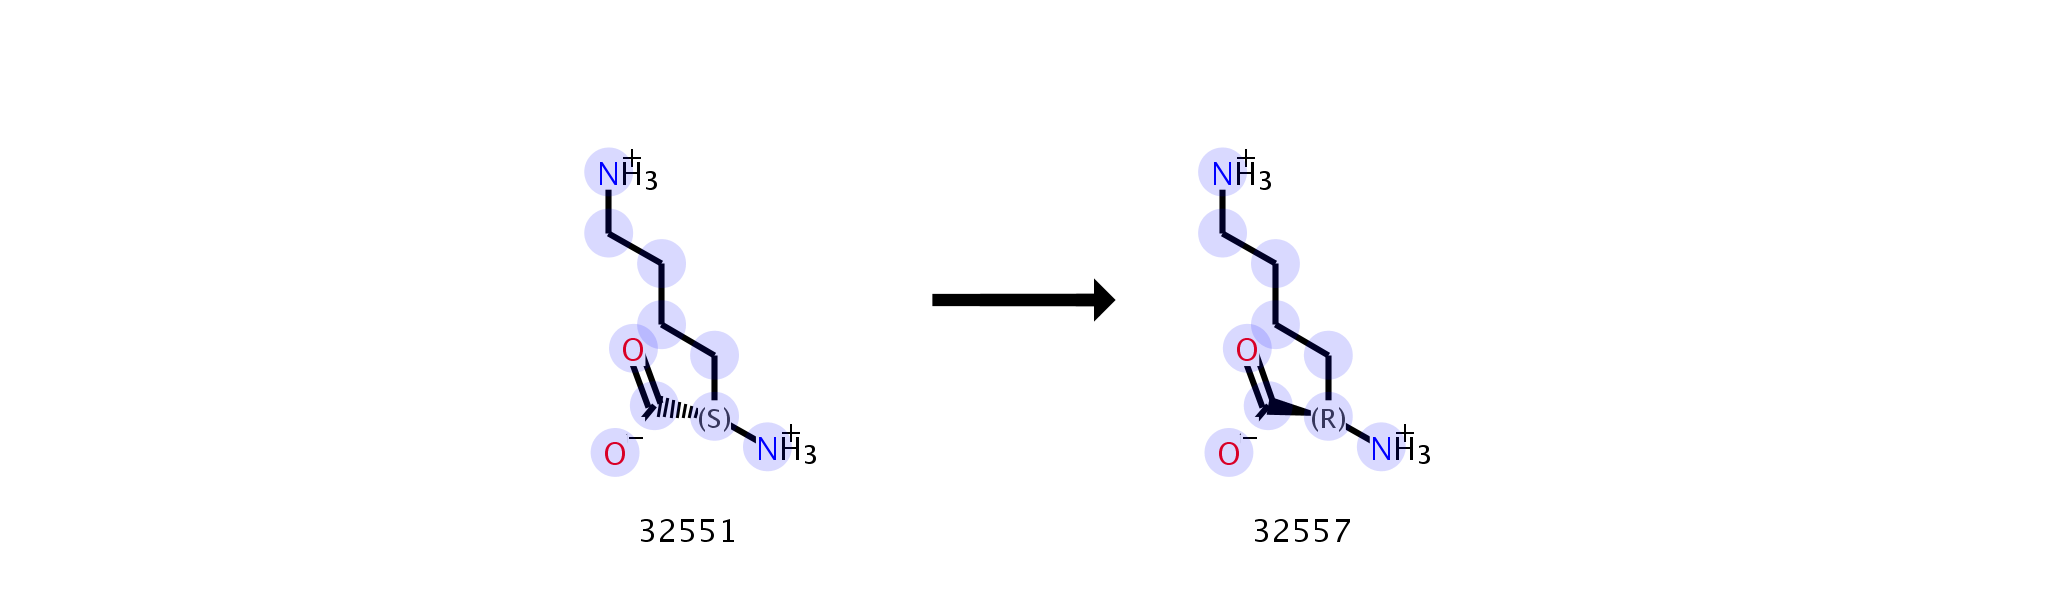 NH3+ NH3+
O O
(S) (R)
O− NH3+ O− NH3+
32551 32557